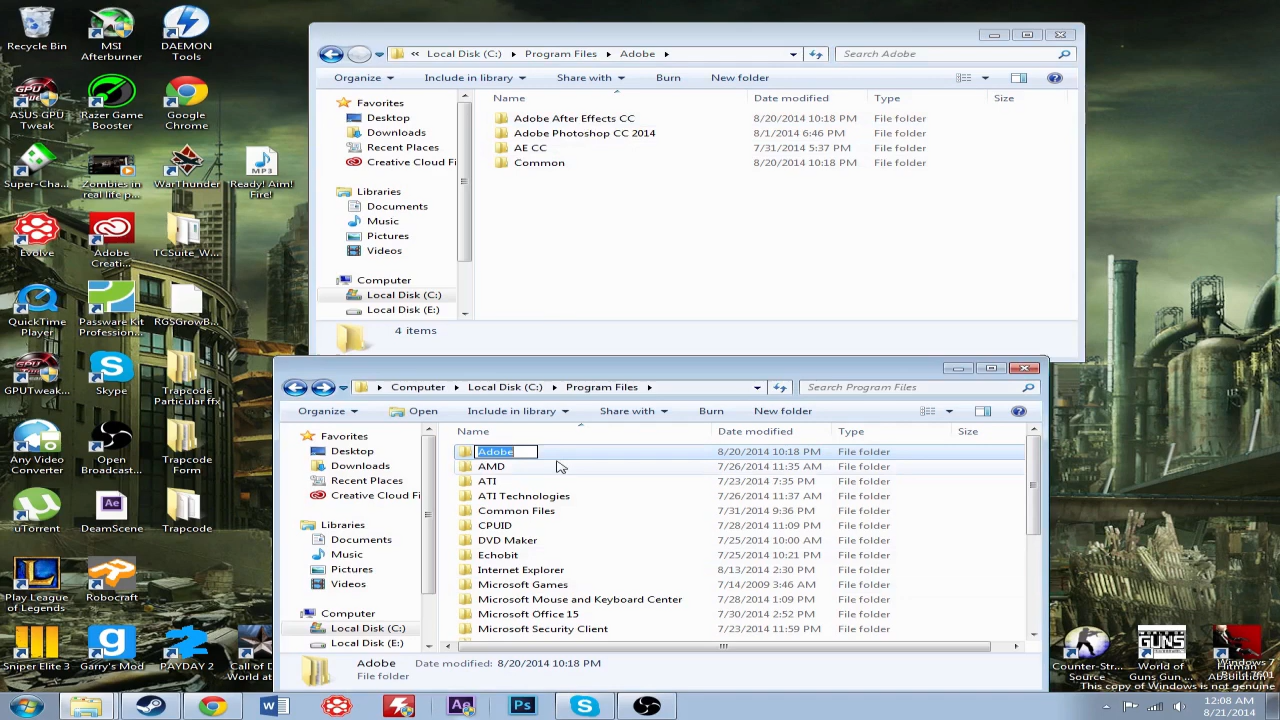 Recycle Bin
MSI Afterburner
DAEMON Tools
ASUS GPU Tweak
Razer Game Booster
Google Chrome
Super-Cha...
Zombies in real life p...
WarThunder
Ready! Aim! Fire!
Evolve
Adobe Creati...
TCSuite_W...
QuickTime Player
Passware Kit Profession...
RGSGrowB...
GPUTweak...
Skype
Trapcode Particular ffx
Any Video Converter
Open Broadcast...
Trapcode Form
uTorrent
DeamScene
Trapcode
Play League of Legends
Robocraft
Sniper Elite 3
Garry's Mod
PAYDAY 2
Call of D
World at
« Local Disk (C:) Program Files Adobe
Search Adobe
Organize Include in library Share with Burn New folder
Name Date modified Type Size
Favorites
Desktop
Downloads
Recent Places
Creative Cloud Fi
Libraries
Documents
Music
Pictures
Videos
Computer
Local Disk (C:)
Local Disk (E:)
Adobe After Effects CC 8/20/2014 10:18 PM File folder
Adobe Photoshop CC 2014 8/1/2014 6:46 PM File folder
AE CC 7/31/2014 5:37 PM File folder
Common 8/20/2014 10:18 PM File folder
4 items
Computer Local Disk (C:) Program Files
Search Program Files
Organize Open Include in library Share with Burn New folder
Name Date modified Type Size
Favorites
Desktop
Downloads
Recent Places
Creative Cloud Fi
Libraries
Documents
Music
Pictures
Videos
Computer
Local Disk (C:)
Local Disk (E:)
Adobe 8/20/2014 10:18 PM File folder
AMD 7/26/2014 11:35 AM File folder
ATI 7/23/2014 7:35 PM File folder
ATI Technologies 7/26/2014 11:37 AM File folder
Common Files 7/31/2014 9:36 PM File folder
CPUID 7/28/2014 11:09 PM File folder
DVD Maker 7/25/2014 10:00 AM File folder
Echobit 7/25/2014 10:21 PM File folder
Internet Explorer 8/13/2014 2:30 PM File folder
Microsoft Games 7/14/2009 3:46 AM File folder
Microsoft Mouse and Keyboard Center 7/28/2014 1:09 PM File folder
Microsoft Office 15 7/30/2014 2:52 PM File folder
Microsoft Security Client 7/23/2014 11:59 PM File folder
Adobe Date modified: 8/20/2014 10:18 PM
File folder
Counter-Str...
Source
World of
Guns Gun...
Hitman
Absolution
Windows 7
Build 7601
This copy of Windows is not genuine
12:08 AM
8/21/2014